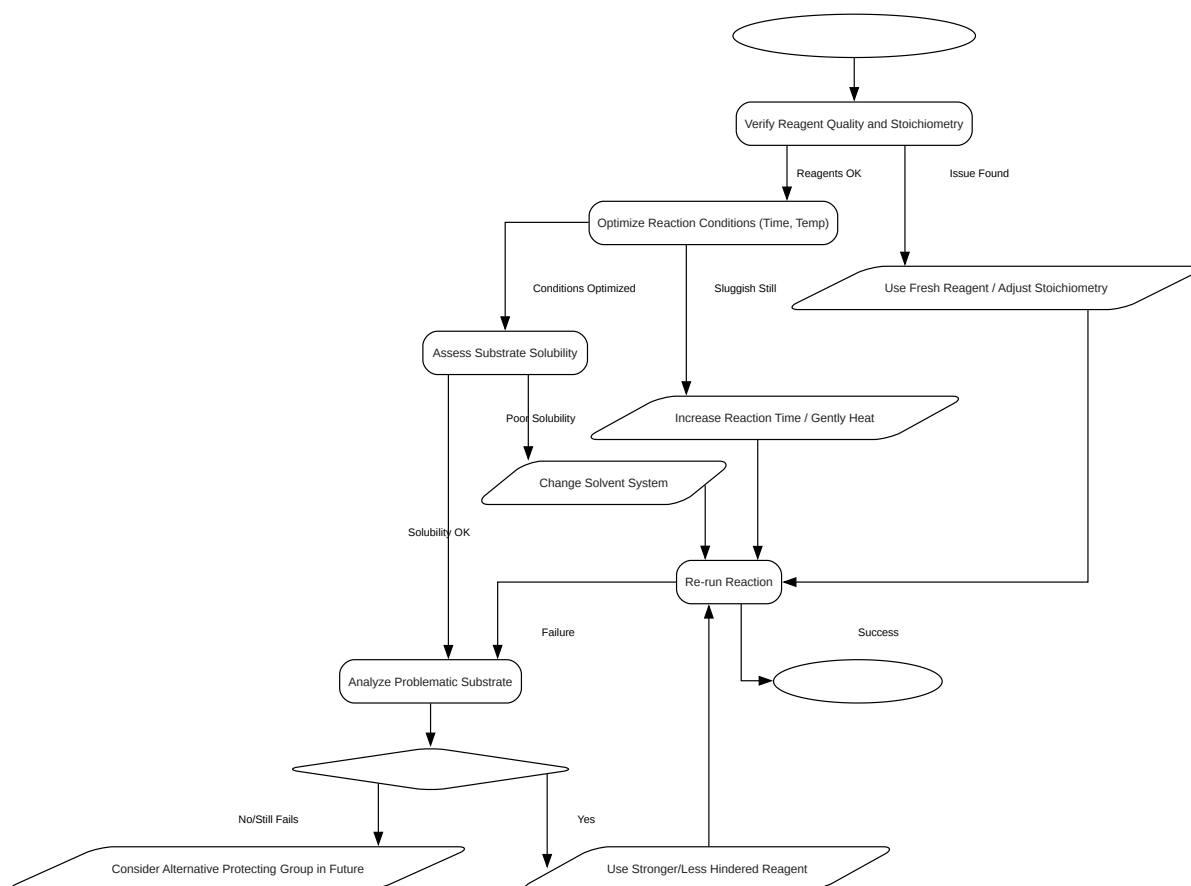 Verify Reagent Quality and Stoichiometry
Reagents OK
Issue Found
Optimize Reaction Conditions (Time, Temp)
Conditions Optimized
Sluggish Still
Use Fresh Reagent / Adjust Stoichiometry
Assess Substrate Solubility
Poor Solubility
Increase Reaction Time / Gently Heat
Change Solvent System
Solubility OK
Re-run Reaction
Failure
Success
Analyze Problematic Substrate
No/Still Fails
Yes
Consider Alternative Protecting Group in Future
Use Stronger/Less Hindered Reagent